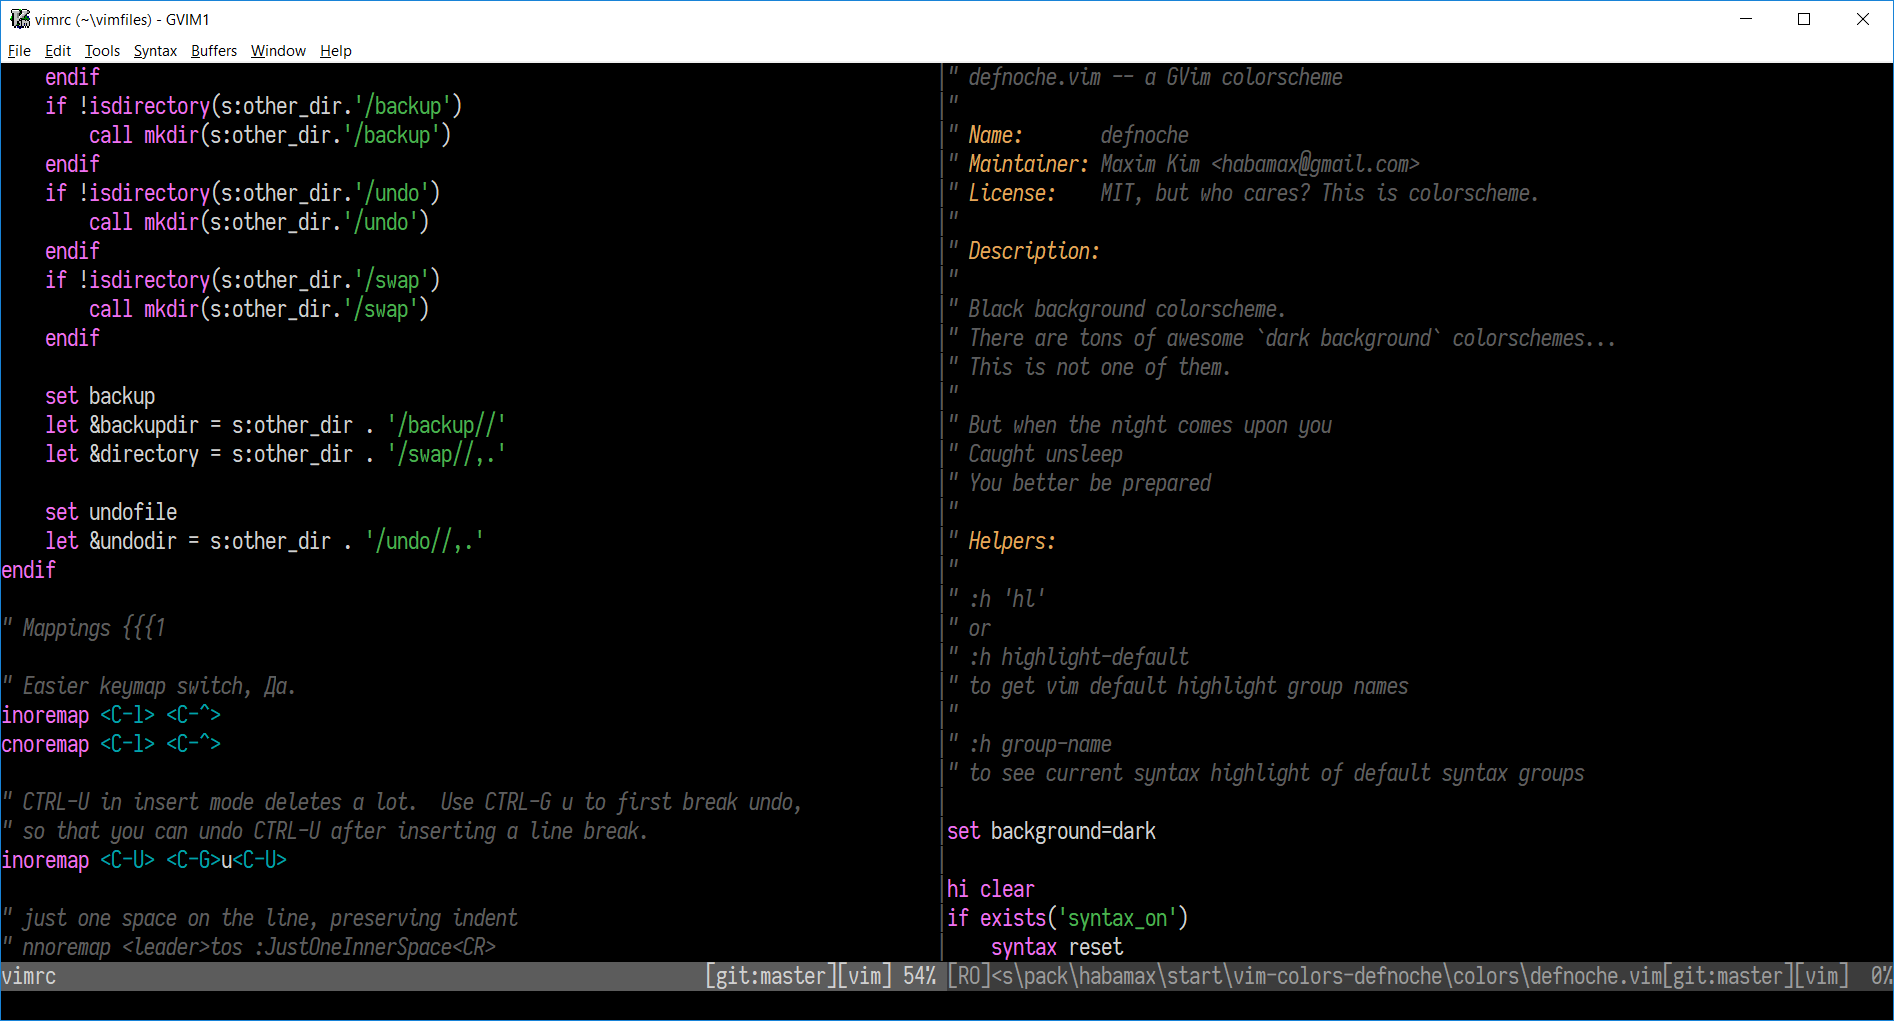 vimrc (~\vimfiles) - GVIM1
File Edit Tools Syntax Buffers Window Help
    endif
    if !isdirectory(s:other_dir.'/backup')
        call mkdir(s:other_dir.'/backup')
    endif
    if !isdirectory(s:other_dir.'/undo')
        call mkdir(s:other_dir.'/undo')
    endif
    if !isdirectory(s:other_dir.'/swap')
        call mkdir(s:other_dir.'/swap')
    endif
    set backup
    let &backupdir = s:other_dir . '/backup//'
    let &directory = s:other_dir . '/swap//,.'
    set undofile
    let &undodir = s:other_dir . '/undo//,.'
endif
" Mappings {{{1
" Easier keymap switch, Да.
inoremap <C-l> <C-^>
cnoremap <C-l> <C-^>
" CTRL-U in insert mode deletes a lot.  Use CTRL-G u to first break undo,
" so that you can undo CTRL-U after inserting a line break.
inoremap <C-U> <C-G>u<C-U>
" just one space on the line, preserving indent
" nnoremap <leader>tos :JustOneInnerSpace<CR>
vimrc [git:master][vim] 54%
" defnoche.vim -- a GVim colorscheme
"
" Name:       defnoche
" Maintainer: Maxim Kim <habamax@gmail.com>
" License:    MIT, but who cares? This is colorscheme.
"
" Description:
"
" Black background colorscheme.
" There are tons of awesome `dark background` colorschemes...
" This is not one of them.
"
" But when the night comes upon you
" Caught unsleep
" You better be prepared
"
" Helpers:
"
" :h 'hl'
" or
" :h highlight-default
" to get vim default highlight group names
"
" :h group-name
" to see current syntax highlight of default syntax groups
set background=dark
hi clear
if exists('syntax_on')
    syntax reset
[RO]<s\pack\habamax\start\vim-colors-defnoche\colors\defnoche.vim[git:master][vim]  0%